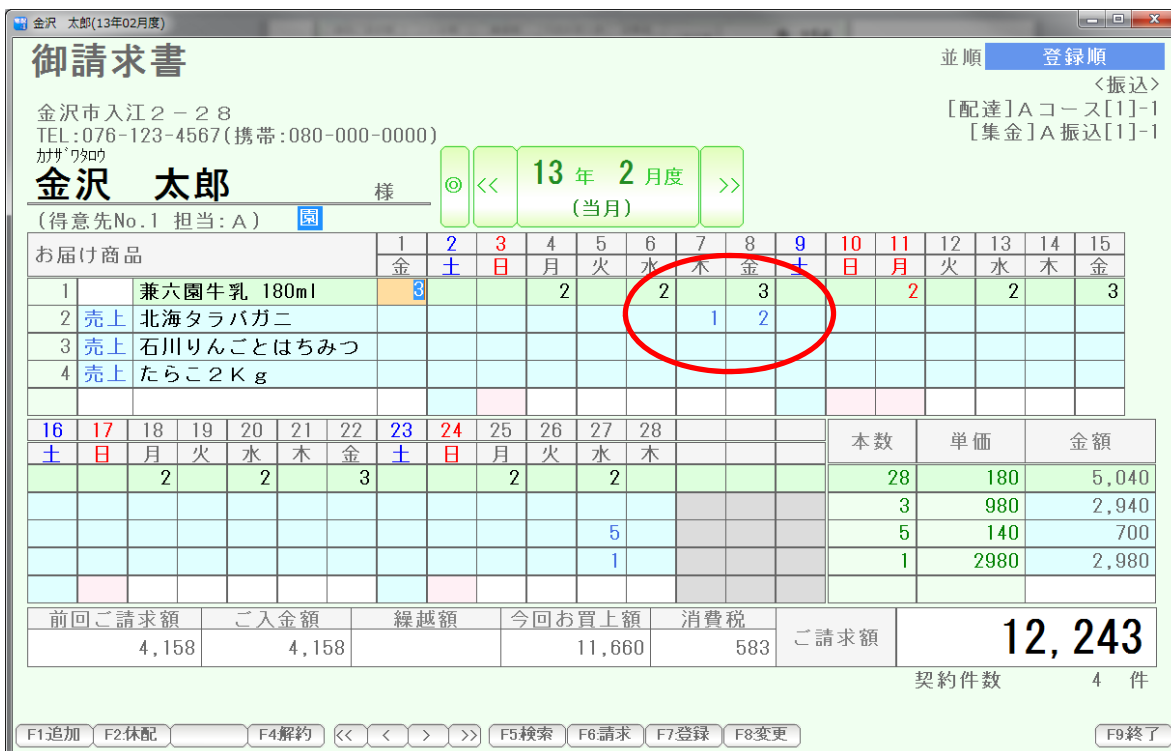 金沢 太郎(13年02月度)
御請求書
並順 登録順
<振込>
金沢市入江2-28
[配達]Aコース[1]-1
TEL:076-123-4567(携帯:080-000-0000)
[集金]A振込[1]-1
カナザワタロウ
金沢 太郎 様
◎ << 13 年 2 月度 >>
(当月)
(得意先No.1 担当:A) 園
お届け商品 1 2 3 4 5 6 7 8 9 10 11 12 13 14 15
金 土 日 月 火 水 木 金 土 日 月 火 水 木 金
1 兼六園牛乳 180ml 3 2 2 3 2 2 3
2 売上 北海タラバガニ 1 2
3 売上 石川りんごとはちみつ
4 売上 たらこ2Kg
16 17 18 19 20 21 22 23 24 25 26 27 28 本数 単価 金額
土 日 月 火 水 木 金 土 日 月 火 水 木
2 2 3 2 2 28 180 5,040
3 980 2,940
5 5 140 700
1 1 2980 2,980
前回ご請求額 ご入金額 繰越額 今回お買上額 消費税 ご請求額 12,243
4,158 4,158 11,660 583
契約件数 4 件
F1追加 F2休配 F4解約 << < > >> F5検索 F6請求 F7登録 F8変更 F9終了